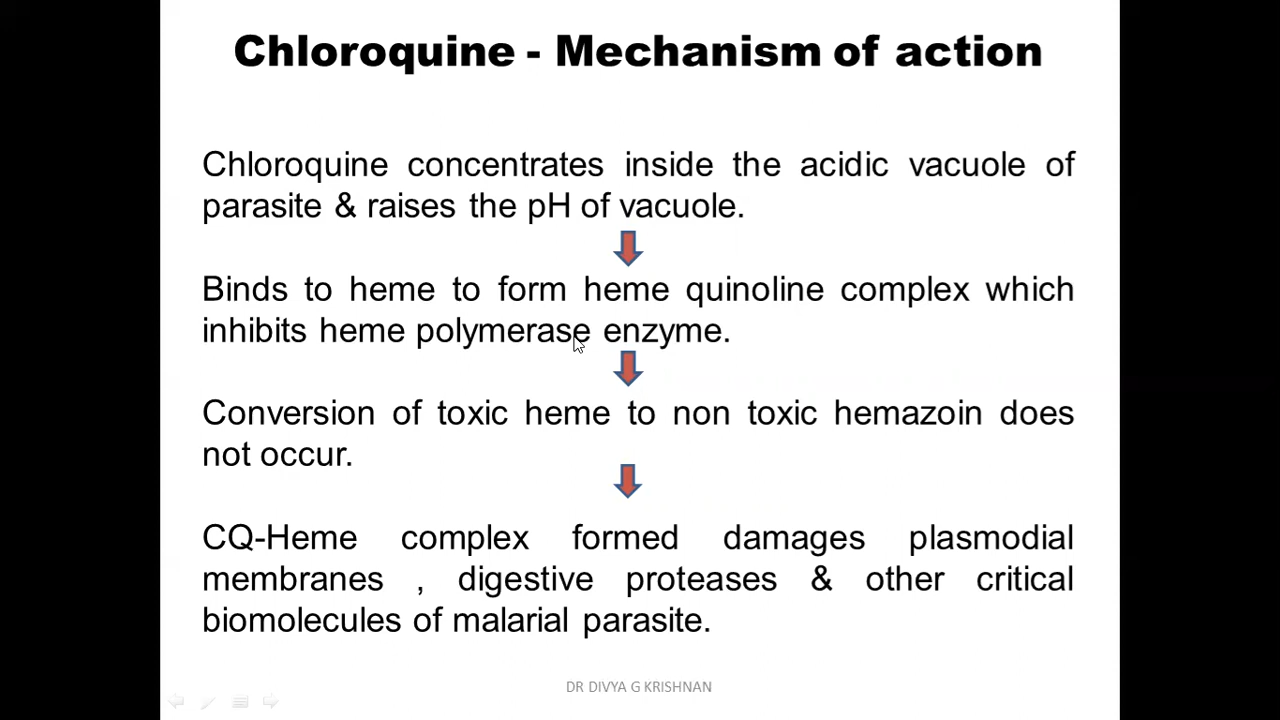 Chloroquine - Mechanism of action
Chloroquine concentrates inside the acidic vacuole of
parasite & raises the pH of vacuole.
Binds to heme to form heme quinoline complex which
inhibits heme polymerase enzyme.
Conversion of toxic heme to non toxic hemazoin does
not occur.
CQ-Heme complex formed damages plasmodial
membranes , digestive proteases & other critical
biomolecules of malarial parasite.
DR DIVYA G KRISHNAN